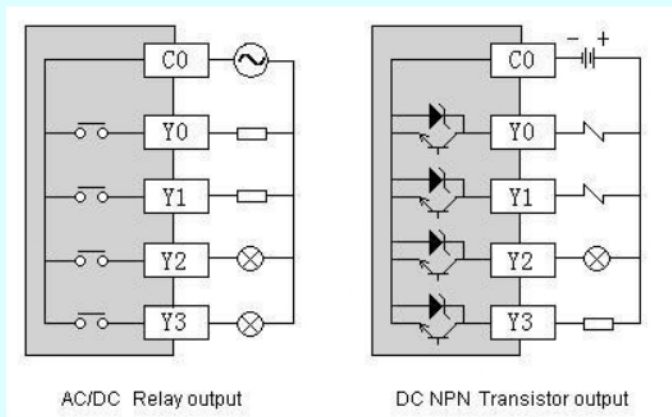 C0
Y0
Y1
Y2
Y3
AC/DC Relay output
- +
C0
Y0
Y1
Y2
Y3
DC NPN Transistor output